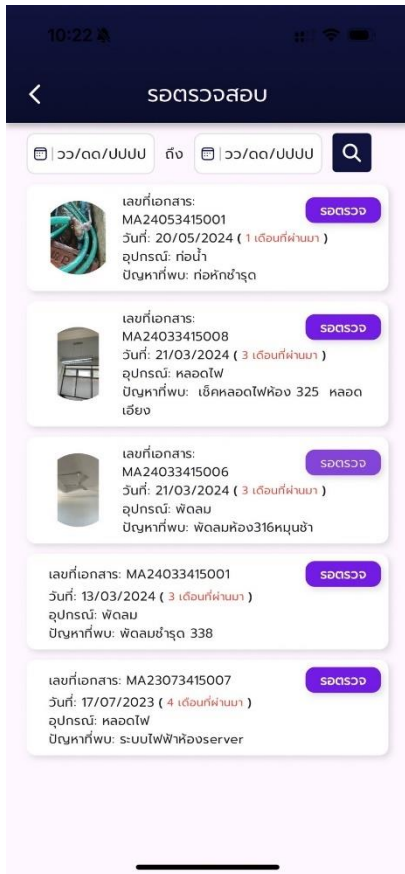 10:22
รอตรวจสอบ
วว/ดด/ปปปป ถึง วว/ดด/ปปปป
เลขที่เอกสาร: รอตรวจ
MA24053415001
วันที่: 20/05/2024 ( 1 เดือนที่ผ่านมา )
อุปกรณ์: ท่อน้ำ
ปัญหาที่พบ: ท่อหักชำรุด
เลขที่เอกสาร: รอตรวจ
MA24033415008
วันที่: 21/03/2024 ( 3 เดือนที่ผ่านมา )
อุปกรณ์: หลอดไฟ
ปัญหาที่พบ: เช็คหลอดไฟห้อง 325 หลอด
เอียง
เลขที่เอกสาร: รอตรวจ
MA24033415006
วันที่: 21/03/2024 ( 3 เดือนที่ผ่านมา )
อุปกรณ์: พัดลม
ปัญหาที่พบ: พัดลมห้อง316หมุนช้า
เลขที่เอกสาร: MA24033415001 รอตรวจ
วันที่: 13/03/2024 ( 3 เดือนที่ผ่านมา )
อุปกรณ์: พัดลม
ปัญหาที่พบ: พัดลมชำรุด 338
เลขที่เอกสาร: MA23073415007 รอตรวจ
วันที่: 17/07/2023 ( 4 เดือนที่ผ่านมา )
อุปกรณ์: หลอดไฟ
ปัญหาที่พบ: ระบบไฟฟ้าห้องserver